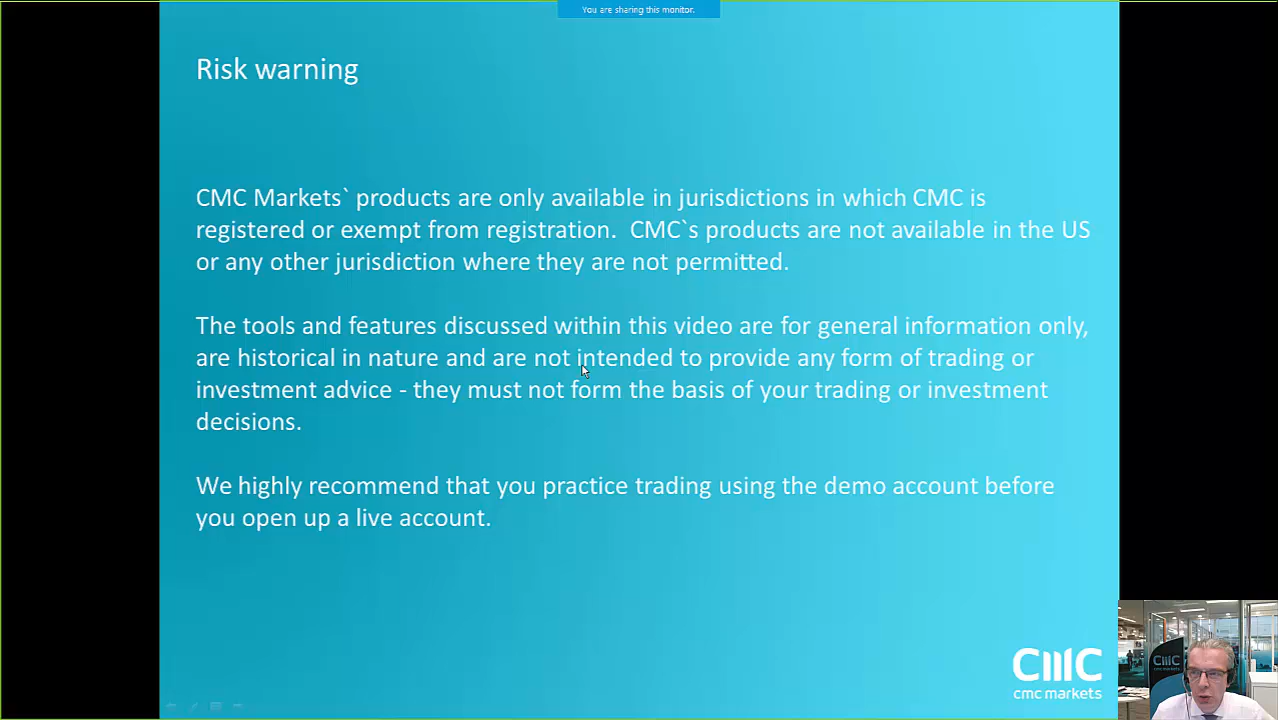 You are sharing this monitor.
Risk warning
CMC Markets` products are only available in jurisdictions in which CMC is
registered or exempt from registration.  CMC`s products are not available in the US
or any other jurisdiction where they are not permitted.
The tools and features discussed within this video are for general information only,
are historical in nature and are not intended to provide any form of trading or
investment advice - they must not form the basis of your trading or investment
decisions.
We highly recommend that you practice trading using the demo account before
you open up a live account.
CMC
cmc markets
CMC
cmc markets